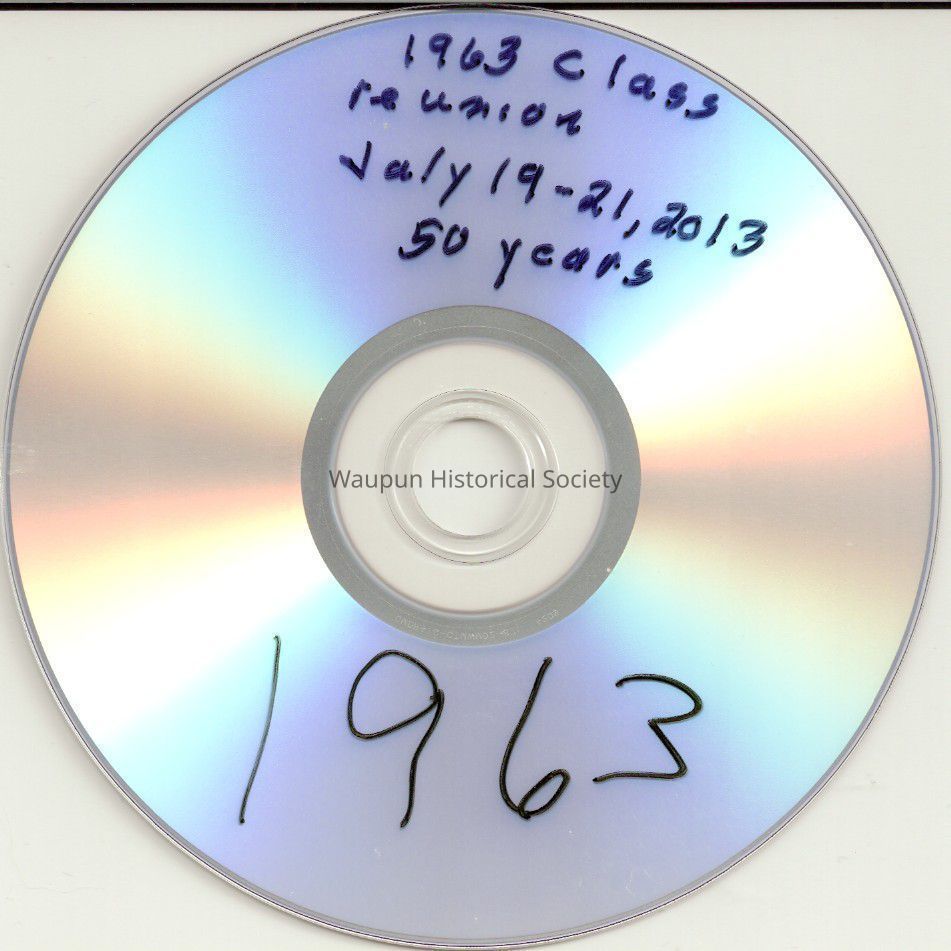 1963 Class
reunion
July 19-21, 2013
50 years
Waupun Historical Society
1963